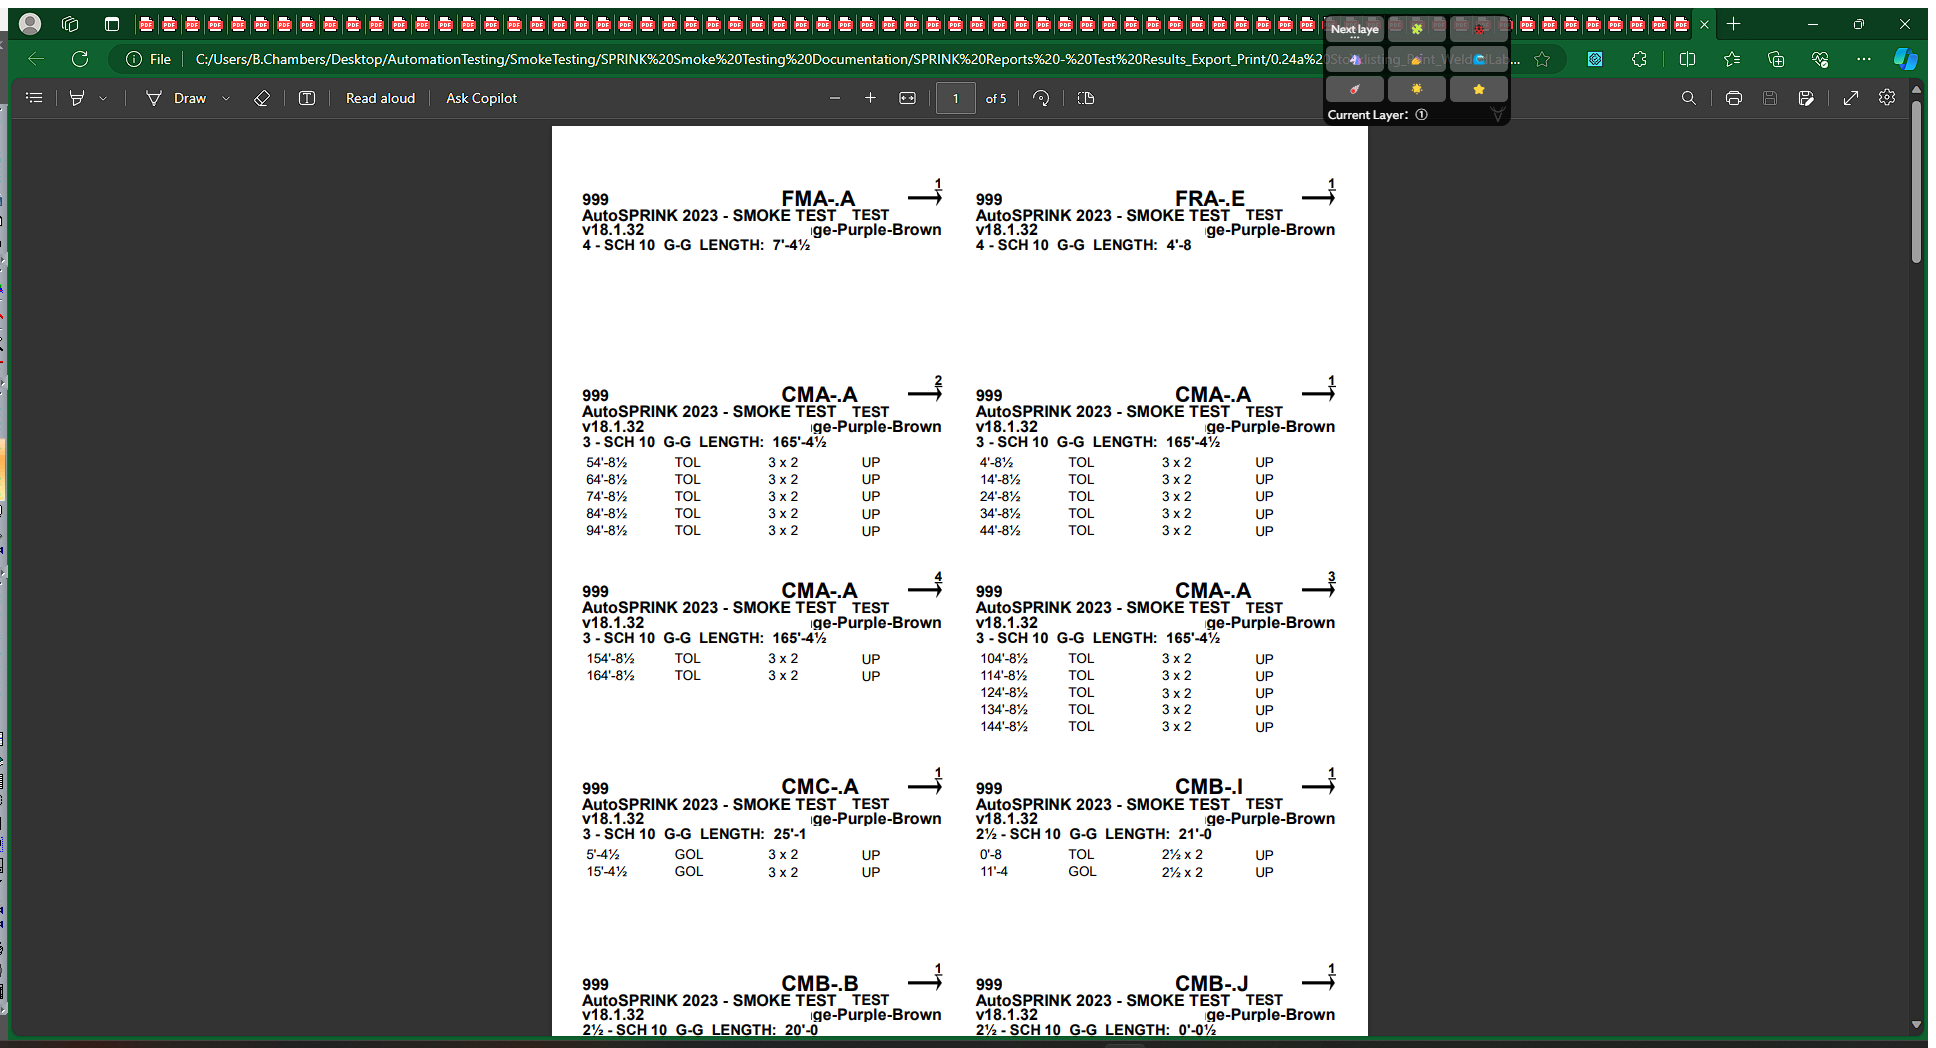 File C:/Users/B.Chambers/Desktop/AutomationTesting/SmokeTesting/SPRINK%20Smoke%20Testing%20Documentation/SPRINK%20Reports%20-%20Test%20Results_Export_Print/0.24a%20
Next laye
Current Layer: ①
Draw Read aloud Ask Copilot 1 of 5
1
999 FMA-.A
AutoSPRINK 2023 - SMOKE TEST TEST
v18.1.32 ge-Purple-Brown
4 - SCH 10 G-G LENGTH: 7'-4½
1
999 FRA-.E
AutoSPRINK 2023 - SMOKE TEST TEST
v18.1.32 ge-Purple-Brown
4 - SCH 10 G-G LENGTH: 4'-8
2
999 CMA-.A
AutoSPRINK 2023 - SMOKE TEST TEST
v18.1.32 ge-Purple-Brown
3 - SCH 10 G-G LENGTH: 165'-4½
54'-8½ TOL 3 x 2 UP
64'-8½ TOL 3 x 2 UP
74'-8½ TOL 3 x 2 UP
84'-8½ TOL 3 x 2 UP
94'-8½ TOL 3 x 2 UP
1
999 CMA-.A
AutoSPRINK 2023 - SMOKE TEST TEST
v18.1.32 ge-Purple-Brown
3 - SCH 10 G-G LENGTH: 165'-4½
4'-8½ TOL 3 x 2 UP
14'-8½ TOL 3 x 2 UP
24'-8½ TOL 3 x 2 UP
34'-8½ TOL 3 x 2 UP
44'-8½ TOL 3 x 2 UP
4
999 CMA-.A
AutoSPRINK 2023 - SMOKE TEST TEST
v18.1.32 ge-Purple-Brown
3 - SCH 10 G-G LENGTH: 165'-4½
154'-8½ TOL 3 x 2 UP
164'-8½ TOL 3 x 2 UP
3
999 CMA-.A
AutoSPRINK 2023 - SMOKE TEST TEST
v18.1.32 ge-Purple-Brown
3 - SCH 10 G-G LENGTH: 165'-4½
104'-8½ TOL 3 x 2 UP
114'-8½ TOL 3 x 2 UP
124'-8½ TOL 3 x 2 UP
134'-8½ TOL 3 x 2 UP
144'-8½ TOL 3 x 2 UP
1
999 CMC-.A
AutoSPRINK 2023 - SMOKE TEST TEST
v18.1.32 ge-Purple-Brown
3 - SCH 10 G-G LENGTH: 25'-1
5'-4½ GOL 3 x 2 UP
15'-4½ GOL 3 x 2 UP
1
999 CMB-.I
AutoSPRINK 2023 - SMOKE TEST TEST
v18.1.32 ge-Purple-Brown
2½ - SCH 10 G-G LENGTH: 21'-0
0'-8 TOL 2½ x 2 UP
11'-4 GOL 2½ x 2 UP
1
999 CMB-.B
AutoSPRINK 2023 - SMOKE TEST TEST
v18.1.32 ge-Purple-Brown
2½ - SCH 10 G-G LENGTH: 20'-0
1
999 CMB-.J
AutoSPRINK 2023 - SMOKE TEST TEST
v18.1.32 ge-Purple-Brown
2½ - SCH 10 G-G LENGTH: 0'-0½